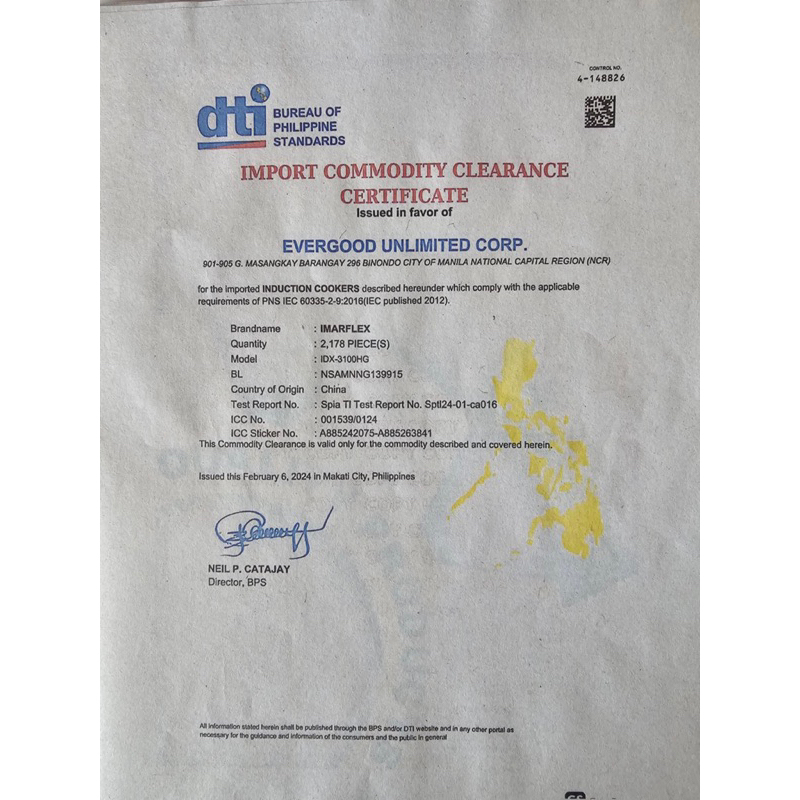 CONTROL NO.
4-148826
dti BUREAU OF
PHILIPPINE
STANDARDS
IMPORT COMMODITY CLEARANCE
CERTIFICATE
Issued in favor of
EVERGOOD UNLIMITED CORP.
901-905 G. MASANGKAY BARANGAY 296 BINONDO CITY OF MANILA NATIONAL CAPITAL REGION (NCR)
for the imported INDUCTION COOKERS described hereunder which comply with the applicable
requirements of PNS IEC 60335-2-9:2016(IEC published 2012).
Brandname : IMARFLEX
Quantity : 2,178 PIECE(S)
Model : IDX-3100HG
BL : NSAMNNG139915
Country of Origin : China
Test Report No. : Spia TI Test Report No. Sptl24-01-ca016
ICC No. : 001539/0124
ICC Sticker No. : A885242075-A885263841
This Commodity Clearance is valid only for the commodity described and covered herein.
Issued this February 6, 2024 in Makati City, Philippines
NEIL P. CATAJAY
Director, BPS
All information stated herein shall be published through the BPS and/or DTI website and in any other portal as
necessary for the guidance and information of the consumers and the public in general